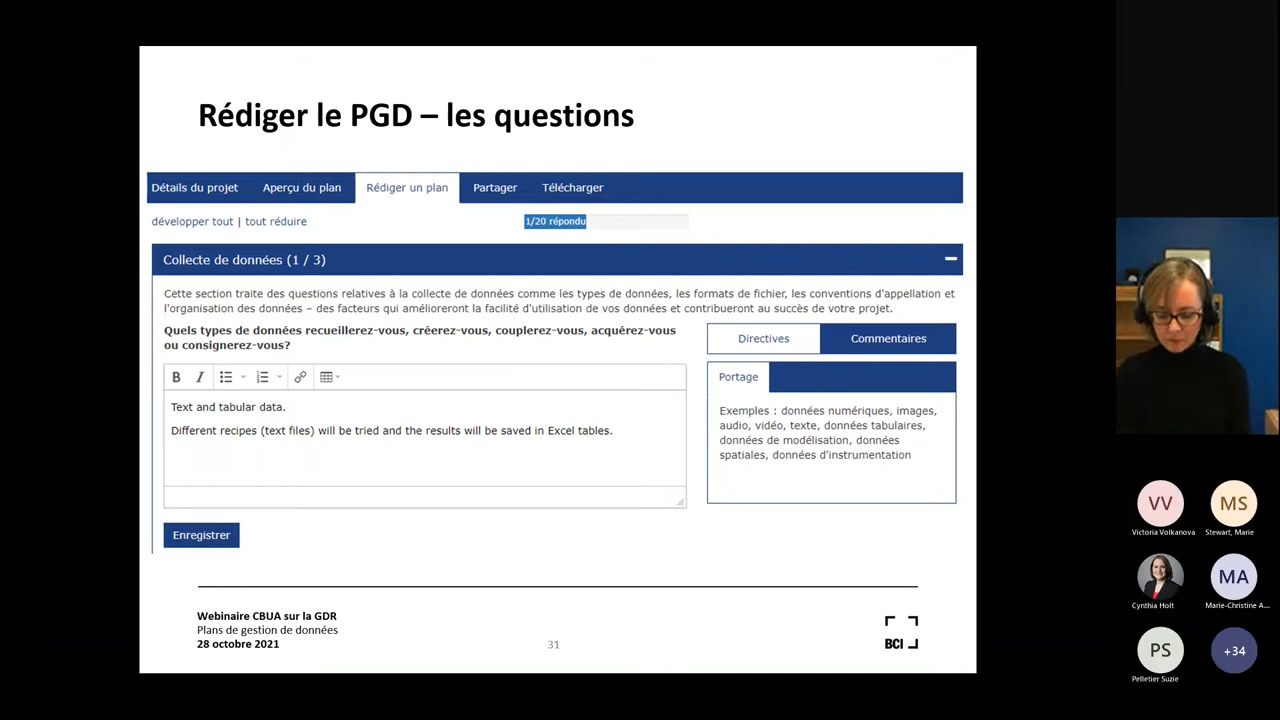 Rédiger le PGD – les questions
Détails du projet Aperçu du plan Rédiger un plan Partager Télécharger
développer tout | tout réduire 1/20 répondu
Collecte de données (1 / 3)
Cette section traite des questions relatives à la collecte de données comme les types de données, les formats de fichier, les conventions d'appellation et
l'organisation des données – des facteurs qui amélioreront la facilité d'utilisation de vos données et contribueront au succès de votre projet.
Quels types de données recueillerez-vous, créerez-vous, couplerez-vous, acquérez-vous
ou consignerez-vous?
B I
Text and tabular data.
Different recipes (text files) will be tried and the results will be saved in Excel tables.
Enregistrer
Directives Commentaires
Portage
Exemples : données numériques, images,
audio, vidéo, texte, données tabulaires,
données de modélisation, données
spatiales, données d'instrumentation
Webinaire CBUA sur la GDR
Plans de gestion de données
28 octobre 2021
31
BCI
VV MS
Victoria Volkanova Stewart, Marie
MA
Cynthia Holt Marie-Christine A...
PS +34
Pelletier Suzie